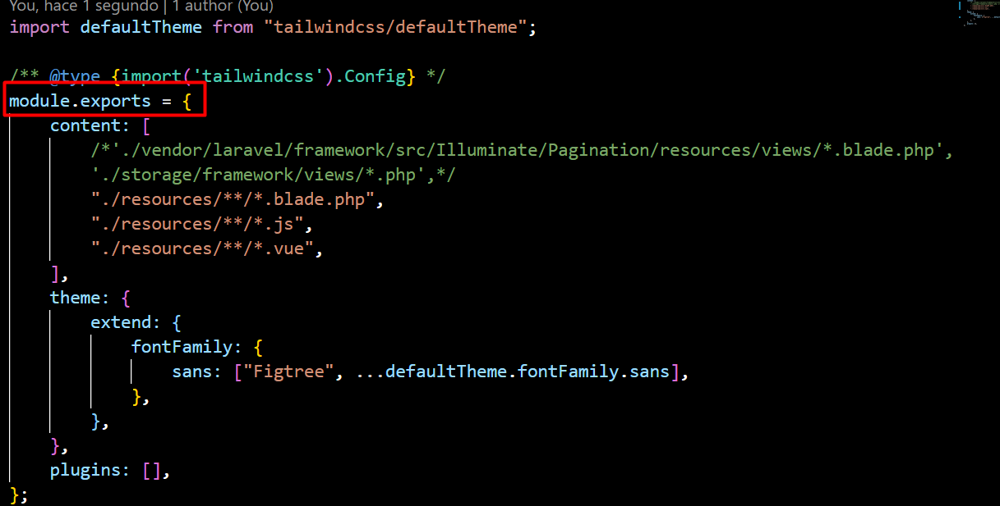 You, hace 1 segundo | 1 author (You)
import defaultTheme from "tailwindcss/defaultTheme";
/** @type {import('tailwindcss').Config} */
module.exports = {
content: [
/*'./vendor/laravel/framework/src/Illuminate/Pagination/resources/views/*.blade.php',
'./storage/framework/views/*.php',*/
"./resources/**/*.blade.php",
"./resources/**/*.js",
"./resources/**/*.vue",
],
theme: {
extend: {
fontFamily: {
sans: ["Figtree", ...defaultTheme.fontFamily.sans],
},
},
},
plugins: [],
};